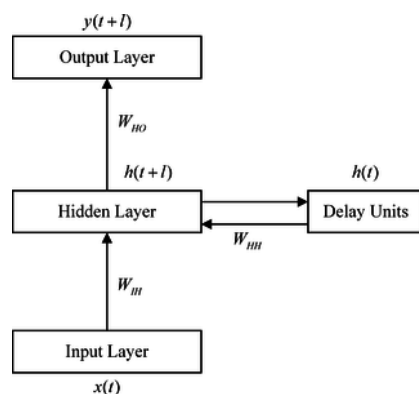 y(t+l)
Output Layer
W_HO
h(t+l)
h(t)
Hidden Layer
Delay Units
W_HH
W_IH
Input Layer
x(t)